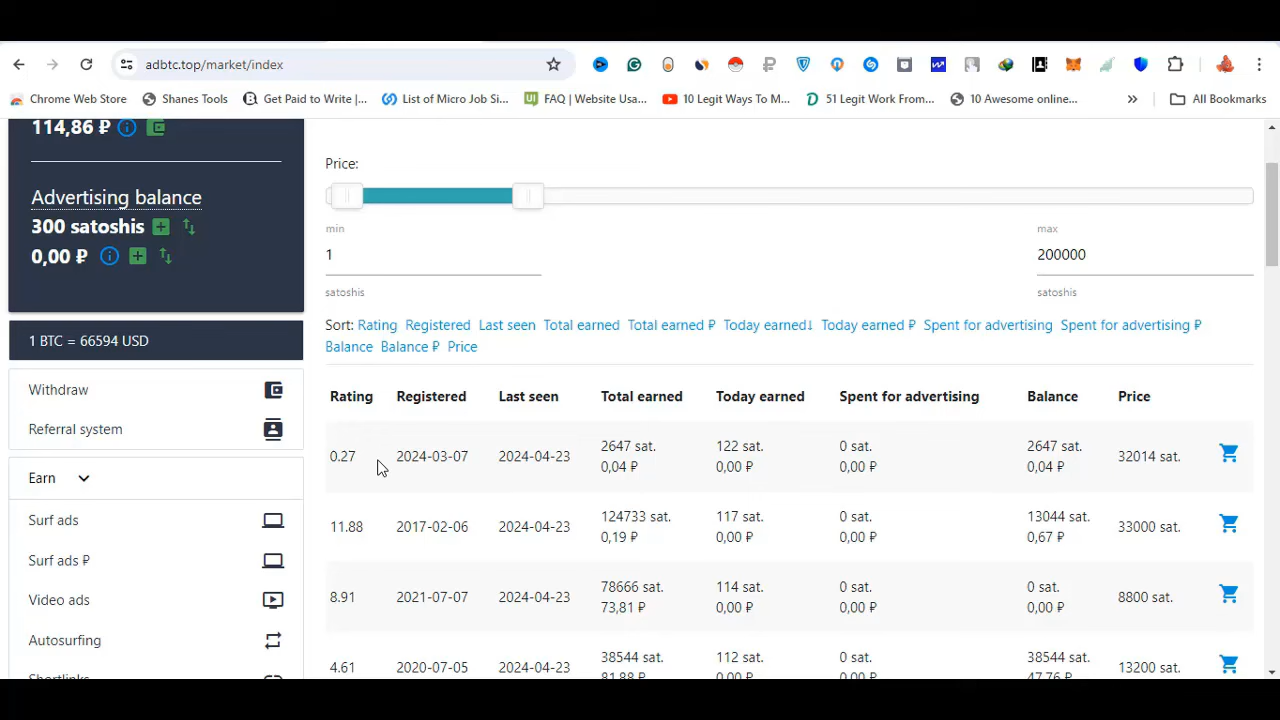 adbtc.top/market/index
Chrome Web Store
Shanes Tools
Get Paid to Write |...
List of Micro Job Si...
FAQ | Website Usa...
10 Legit Ways To M...
51 Legit Work From...
10 Awesome online...
All Bookmarks
114,86 ₽
Advertising balance
300 satoshis
0,00 ₽
1 BTC = 66594 USD
Withdraw
Referral system
Earn
Surf ads
Surf ads ₽
Video ads
Autosurfing
Shortlinks
Price:
min max
1 200000
satoshis satoshis
Sort: Rating Registered Last seen Total earned Total earned ₽ Today earned↓ Today earned ₽ Spent for advertising Spent for advertising ₽
Balance Balance ₽ Price
Rating Registered Last seen Total earned Today earned Spent for advertising Balance Price
0.27 2024-03-07 2024-04-23 2647 sat. 122 sat. 0 sat. 2647 sat. 32014 sat.
0,04 ₽ 0,00 ₽ 0,00 ₽ 0,04 ₽
11.88 2017-02-06 2024-04-23 124733 sat. 117 sat. 0 sat. 13044 sat. 33000 sat.
0,19 ₽ 0,00 ₽ 0,00 ₽ 0,67 ₽
8.91 2021-07-07 2024-04-23 78666 sat. 114 sat. 0 sat. 0 sat. 8800 sat.
73,81 ₽ 0,00 ₽ 0,00 ₽ 0,00 ₽
4.61 2020-07-05 2024-04-23 38544 sat. 112 sat. 0 sat. 38544 sat. 13200 sat.
81,88 ₽ 0,00 ₽ 0,00 ₽ 47,76 ₽